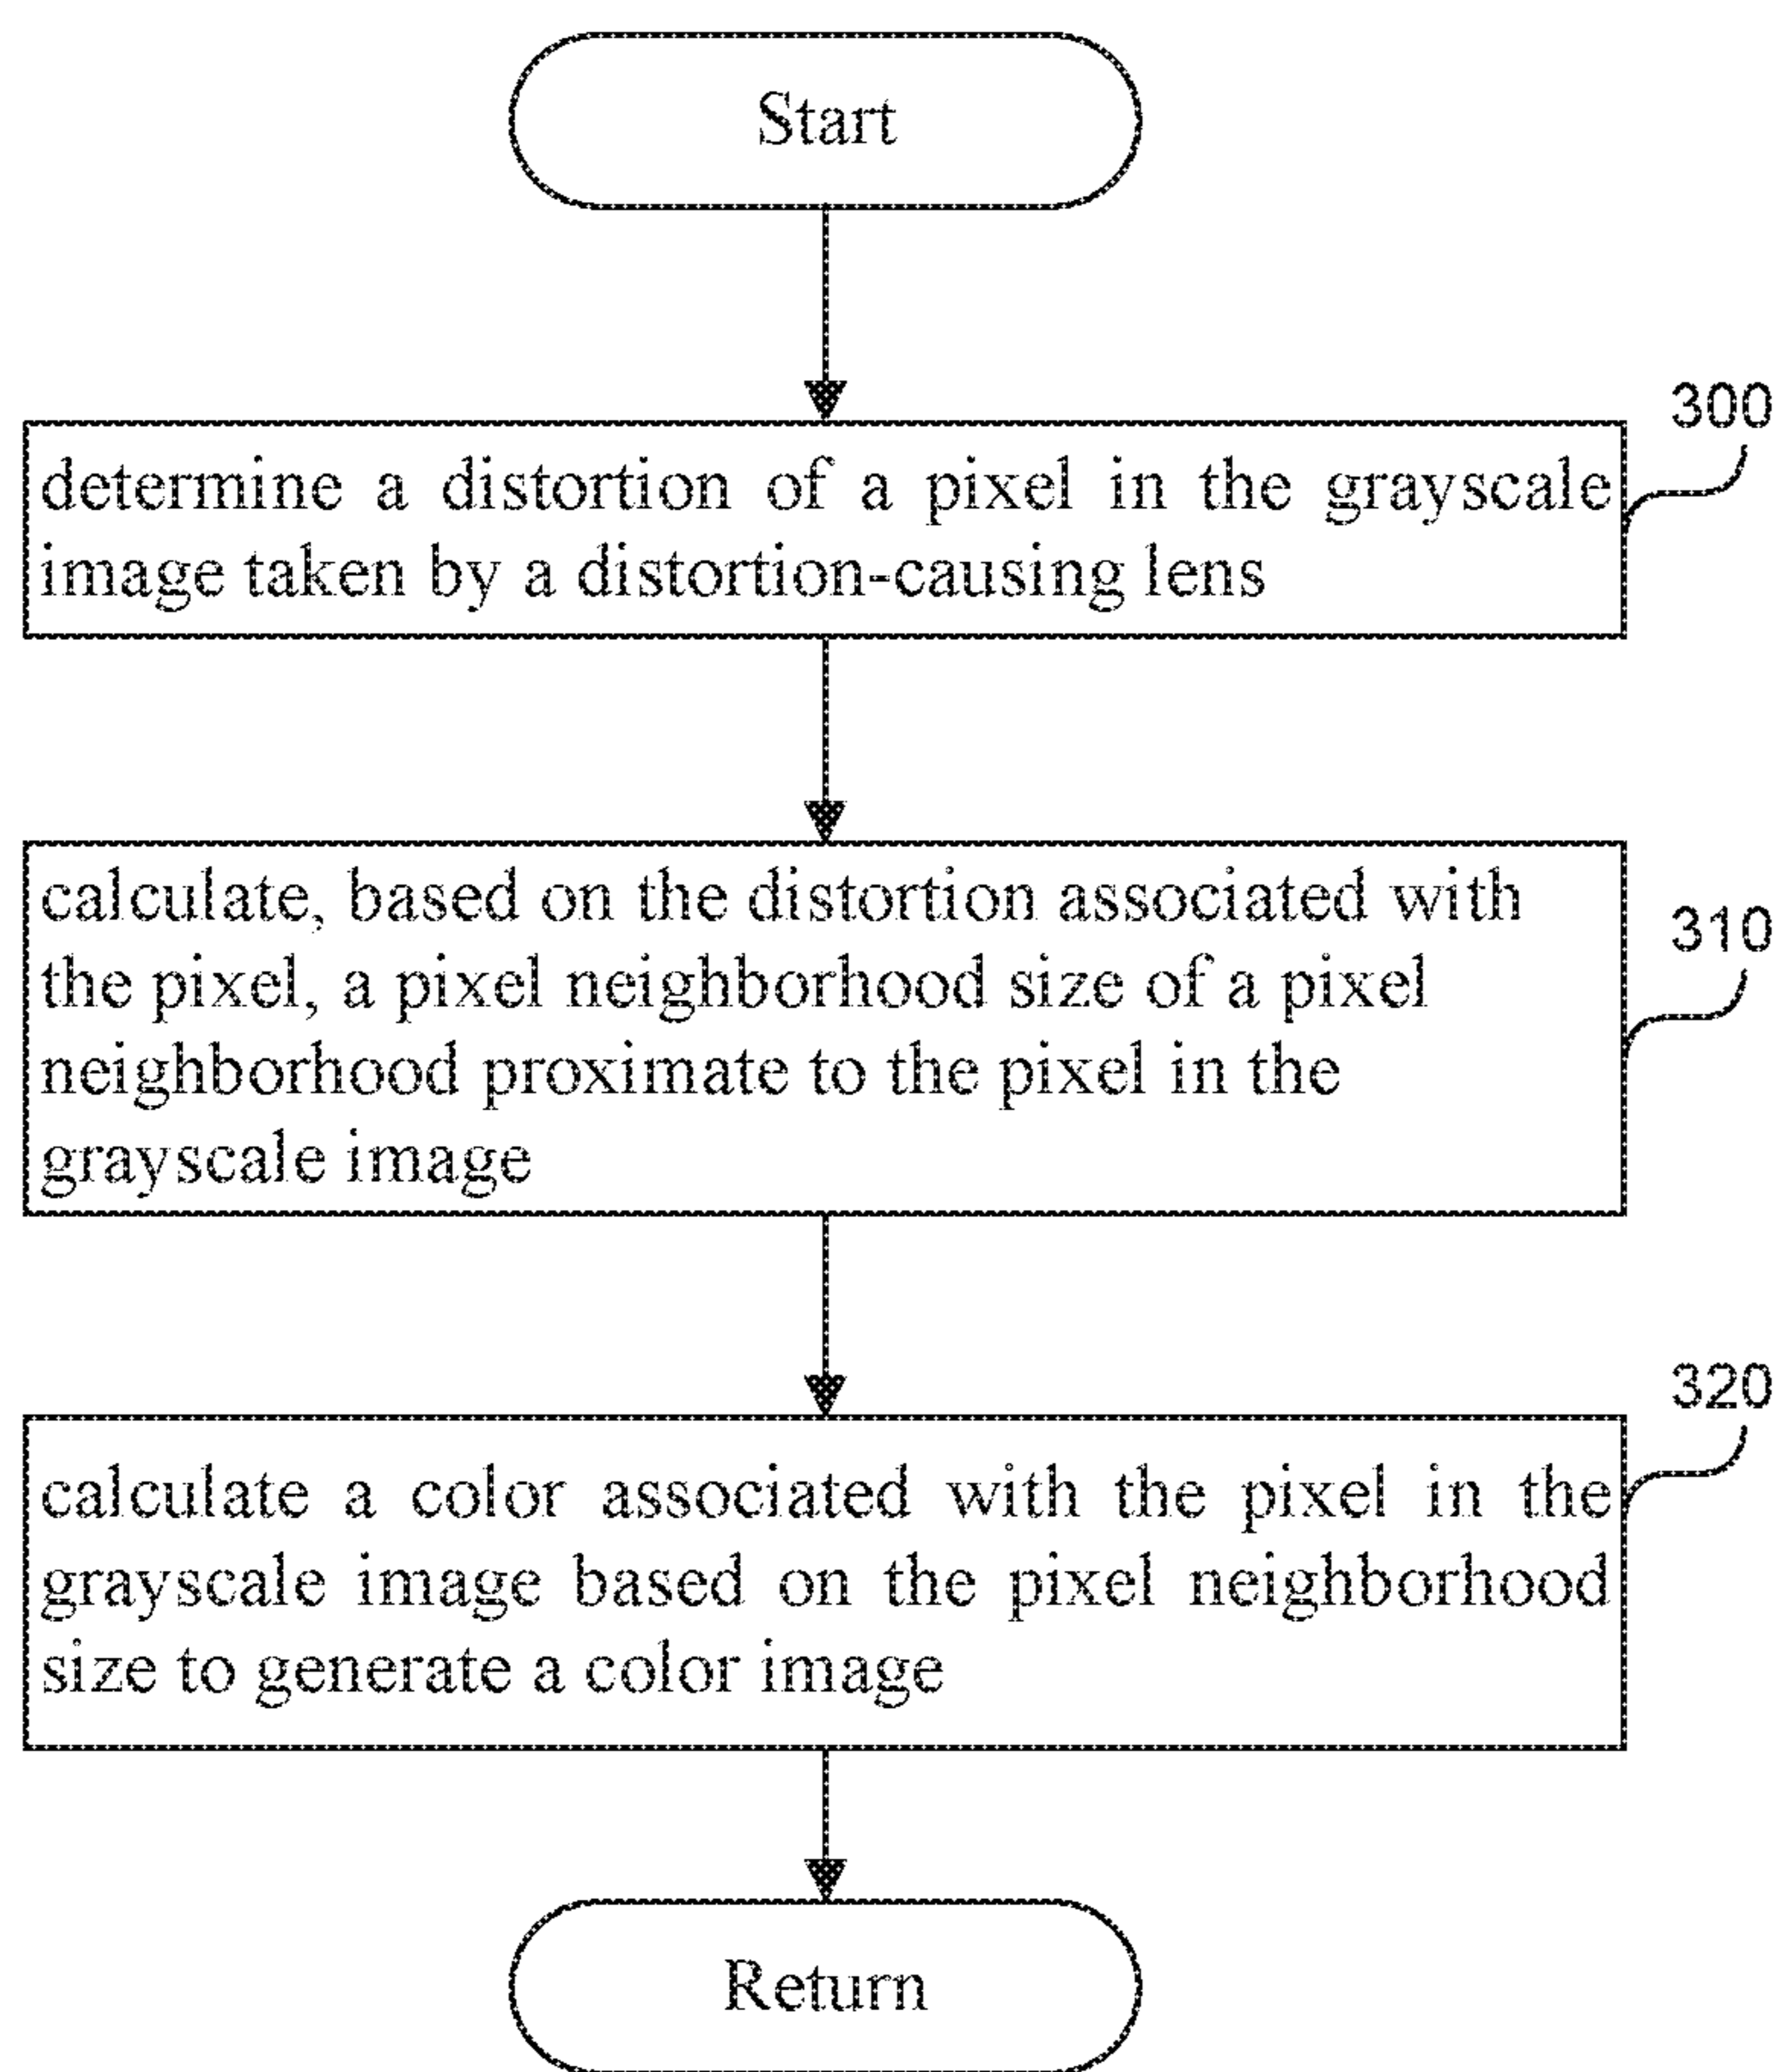 Start
300
determine a distortion of a pixel in the grayscale
image taken by a distortion-causing lens
calculate, based on the distortion associated with
310
the pixel, a pixel neighborhood size of a pixel
neighborhood proximate to the pixel in the
grayscale image
320
calculate a color associated with the pixel in the
grayscale image based on the pixel neighborhood
size to generate a color image
Return